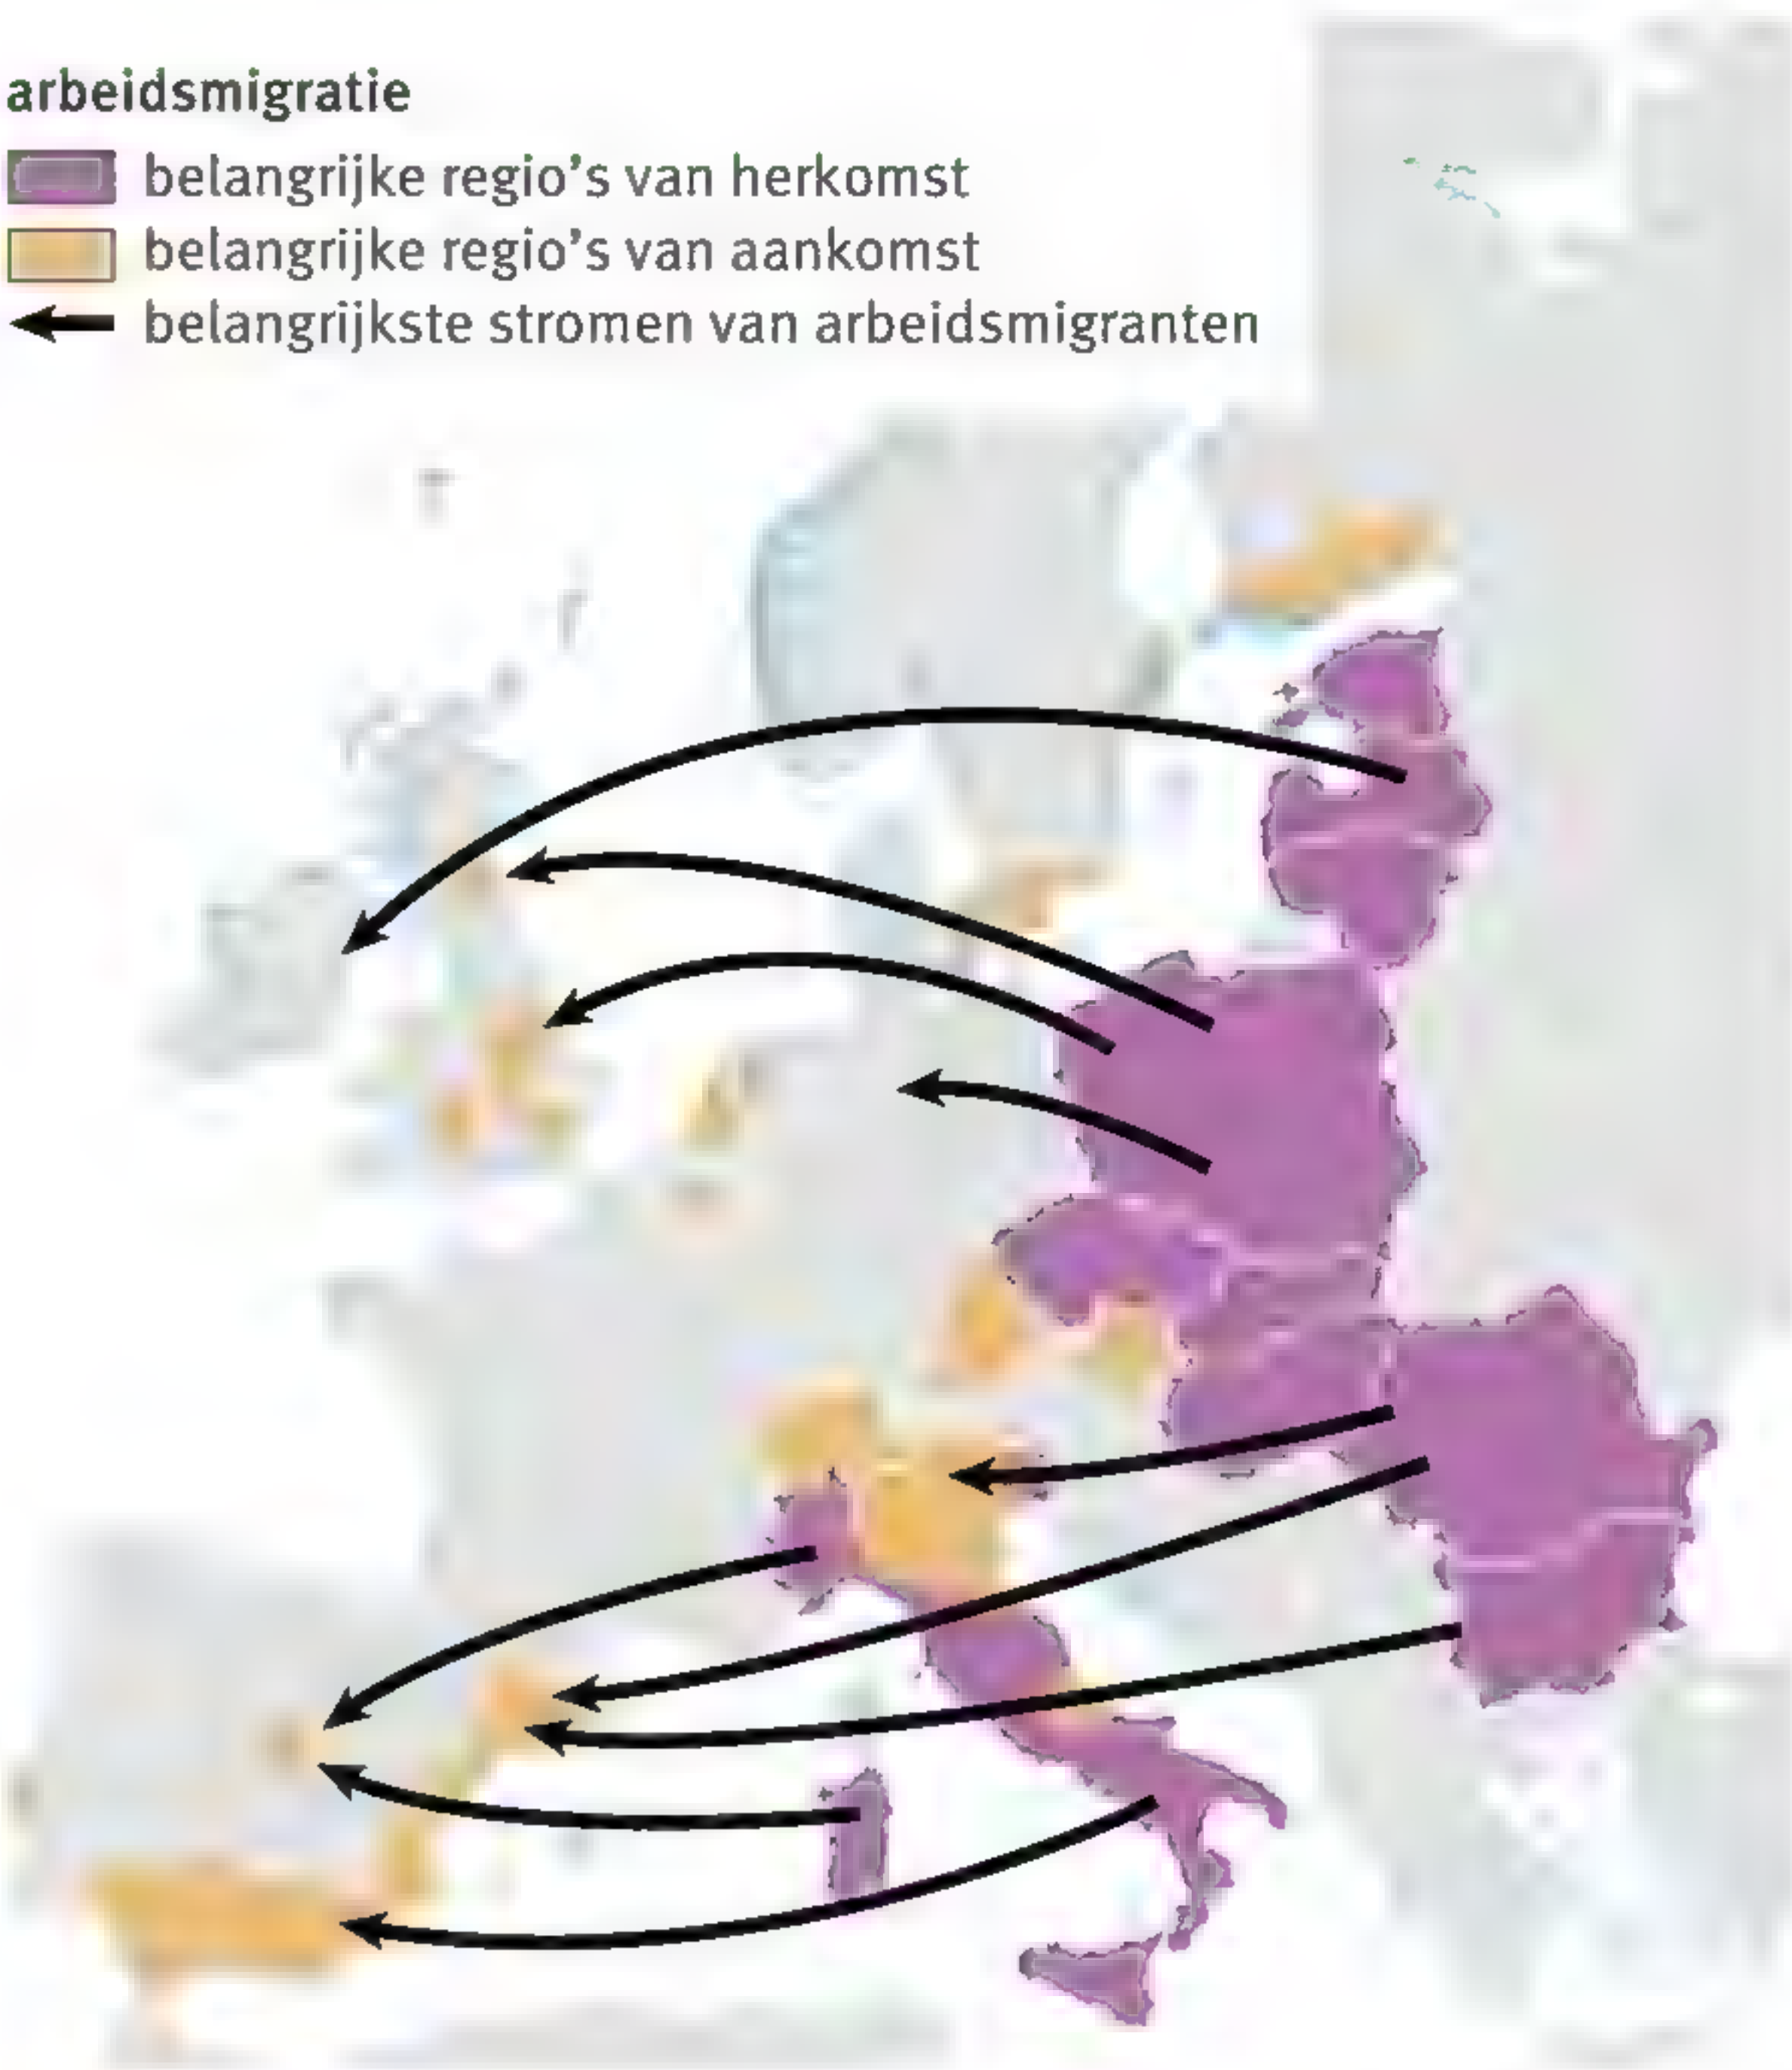 arbeidsmigratie
belangrijke regio's van herkomst
belangrijke regio's van aankomst
belangrijkste stromen van arbeidsmigranten